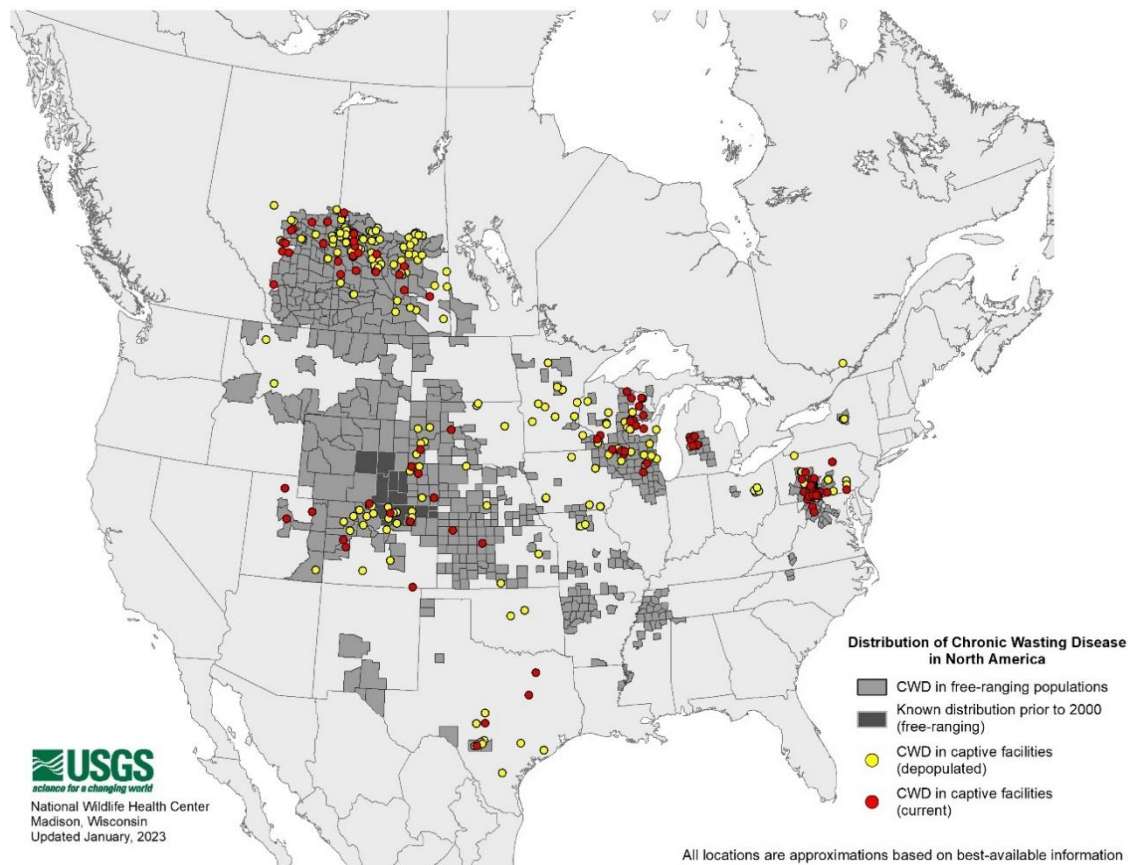 Distribution of Chronic Wasting Disease
in North America
CWD in free-ranging populations
Known distribution prior to 2000
(free-ranging)
CWD in captive facilities
(depopulated)
CWD in captive facilities
(current)
USGS
science for a changing world
National Wildlife Health Center
Madison, Wisconsin
Updated January, 2023
All locations are approximations based on best-available information